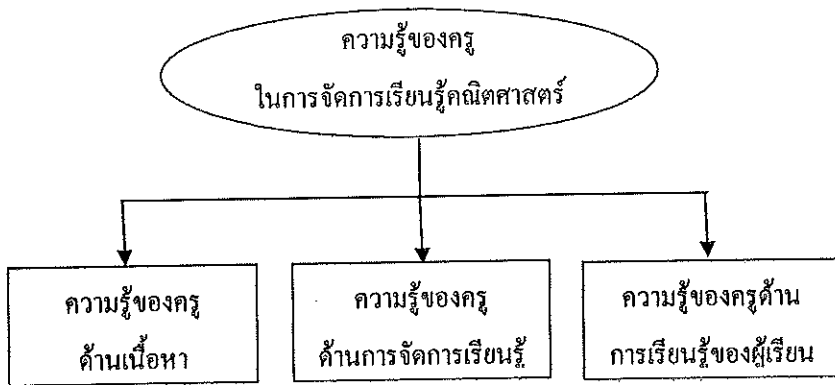 ความรู้ของครู
ในการจัดการเรียนรู้คณิตศาสตร์
ความรู้ของครู
ด้านเนื้อหา
ความรู้ของครู
ด้านการจัดการเรียนรู้
ความรู้ของครูด้าน
การเรียนรู้ของผู้เรียน